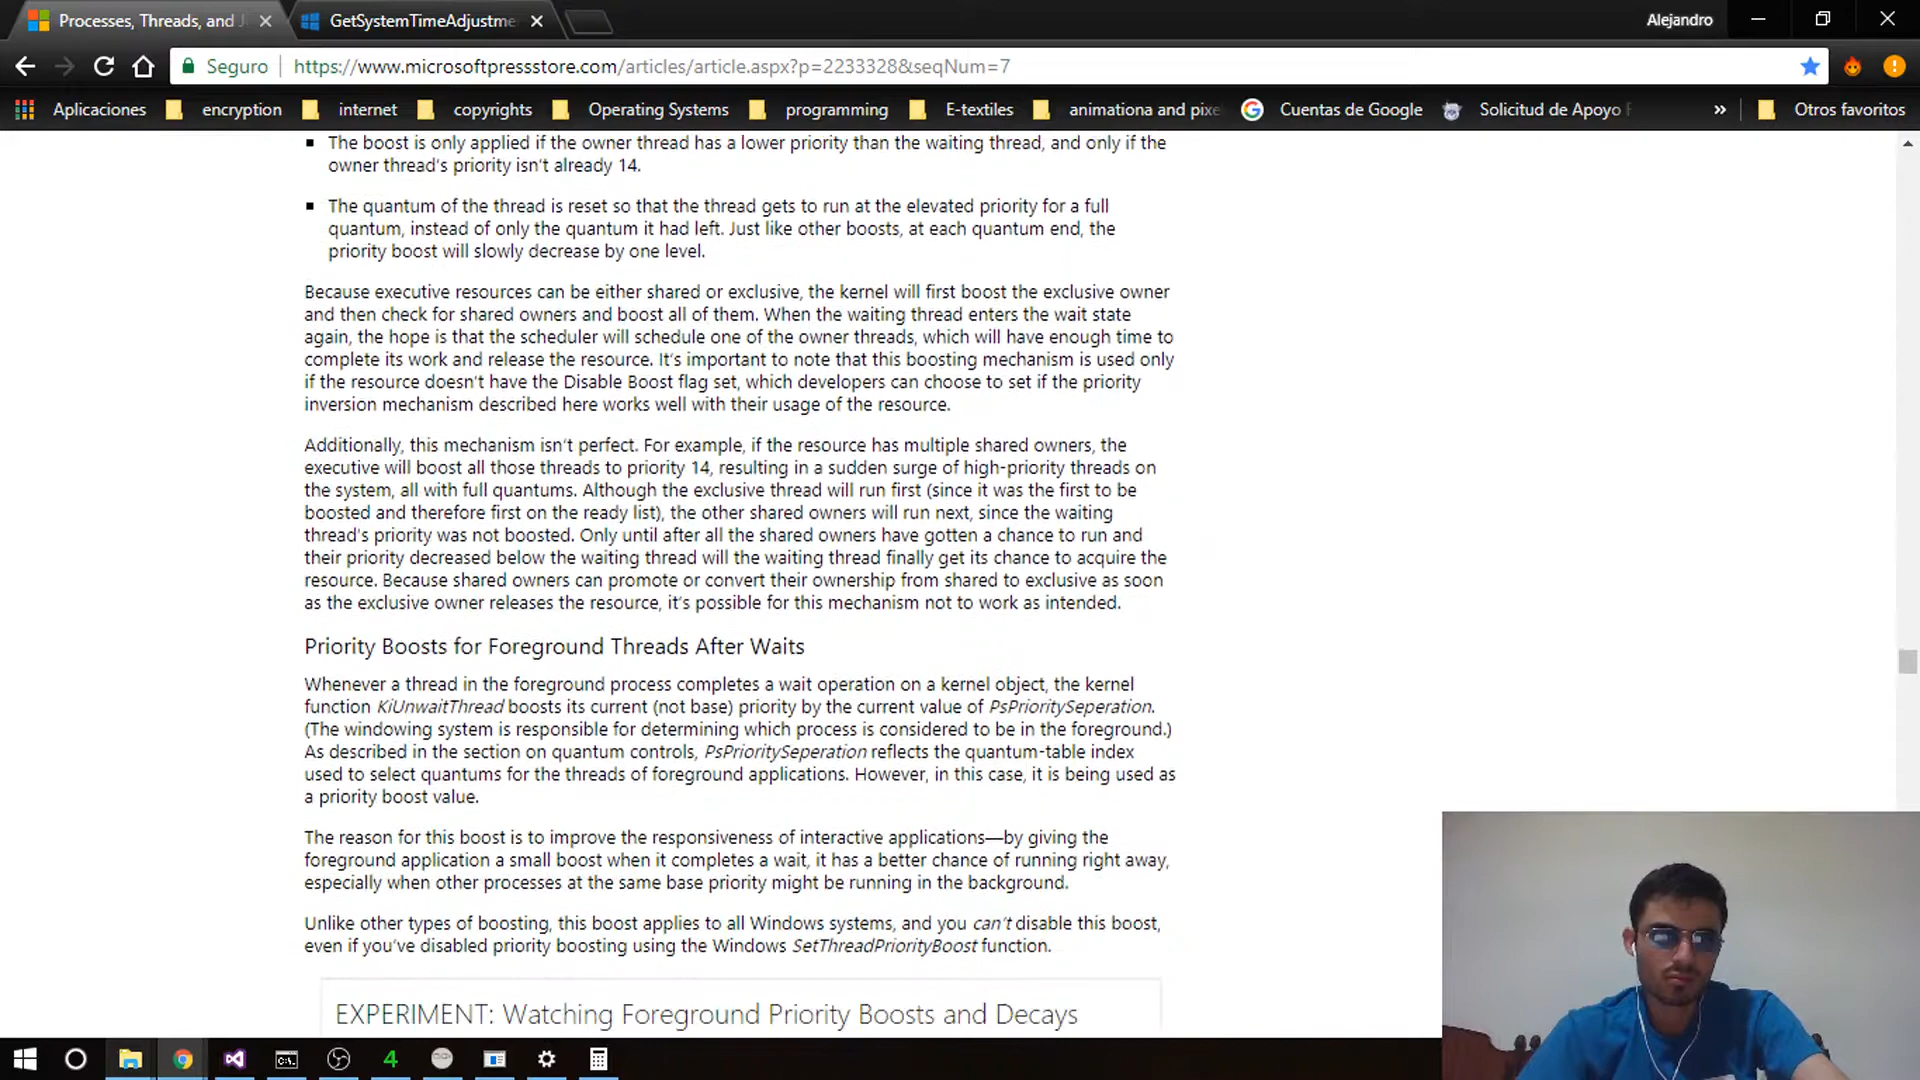 Processes, Threads, and J
GetSystemTimeAdjustme
Alejandro
Seguro
https://www.microsoftpressstore.com/articles/article.aspx?p=2233328&seqNum=7
Aplicaciones
encryption
internet
copyrights
Operating Systems
programming
E-textiles
animationa and pixe
Cuentas de Google
Solicitud de Apoyo
»
Otros favoritos
The boost is only applied if the owner thread has a lower priority than the waiting thread, and only if the
owner thread's priority isn't already 14.
The quantum of the thread is reset so that the thread gets to run at the elevated priority for a full
quantum, instead of only the quantum it had left. Just like other boosts, at each quantum end, the
priority boost will slowly decrease by one level.
Because executive resources can be either shared or exclusive, the kernel will first boost the exclusive owner
and then check for shared owners and boost all of them. When the waiting thread enters the wait state
again, the hope is that the scheduler will schedule one of the owner threads, which will have enough time to
complete its work and release the resource. It's important to note that this boosting mechanism is used only
if the resource doesn't have the Disable Boost flag set, which developers can choose to set if the priority
inversion mechanism described here works well with their usage of the resource.
Additionally, this mechanism isn't perfect. For example, if the resource has multiple shared owners, the
executive will boost all those threads to priority 14, resulting in a sudden surge of high-priority threads on
the system, all with full quantums. Although the exclusive thread will run first (since it was the first to be
boosted and therefore first on the ready list), the other shared owners will run next, since the waiting
thread's priority was not boosted. Only until after all the shared owners have gotten a chance to run and
their priority decreased below the waiting thread will the waiting thread finally get its chance to acquire the
resource. Because shared owners can promote or convert their ownership from shared to exclusive as soon
as the exclusive owner releases the resource, it's possible for this mechanism not to work as intended.
Priority Boosts for Foreground Threads After Waits
Whenever a thread in the foreground process completes a wait operation on a kernel object, the kernel
function KiUnwaitThread boosts its current (not base) priority by the current value of PsPrioritySeperation.
(The windowing system is responsible for determining which process is considered to be in the foreground.)
As described in the section on quantum controls, PsPrioritySeperation reflects the quantum-table index
used to select quantums for the threads of foreground applications. However, in this case, it is being used as
a priority boost value.
The reason for this boost is to improve the responsiveness of interactive applications—by giving the
foreground application a small boost when it completes a wait, it has a better chance of running right away,
especially when other processes at the same base priority might be running in the background.
Unlike other types of boosting, this boost applies to all Windows systems, and you can't disable this boost,
even if you've disabled priority boosting using the Windows SetThreadPriorityBoost function.
EXPERIMENT: Watching Foreground Priority Boosts and Decays
4